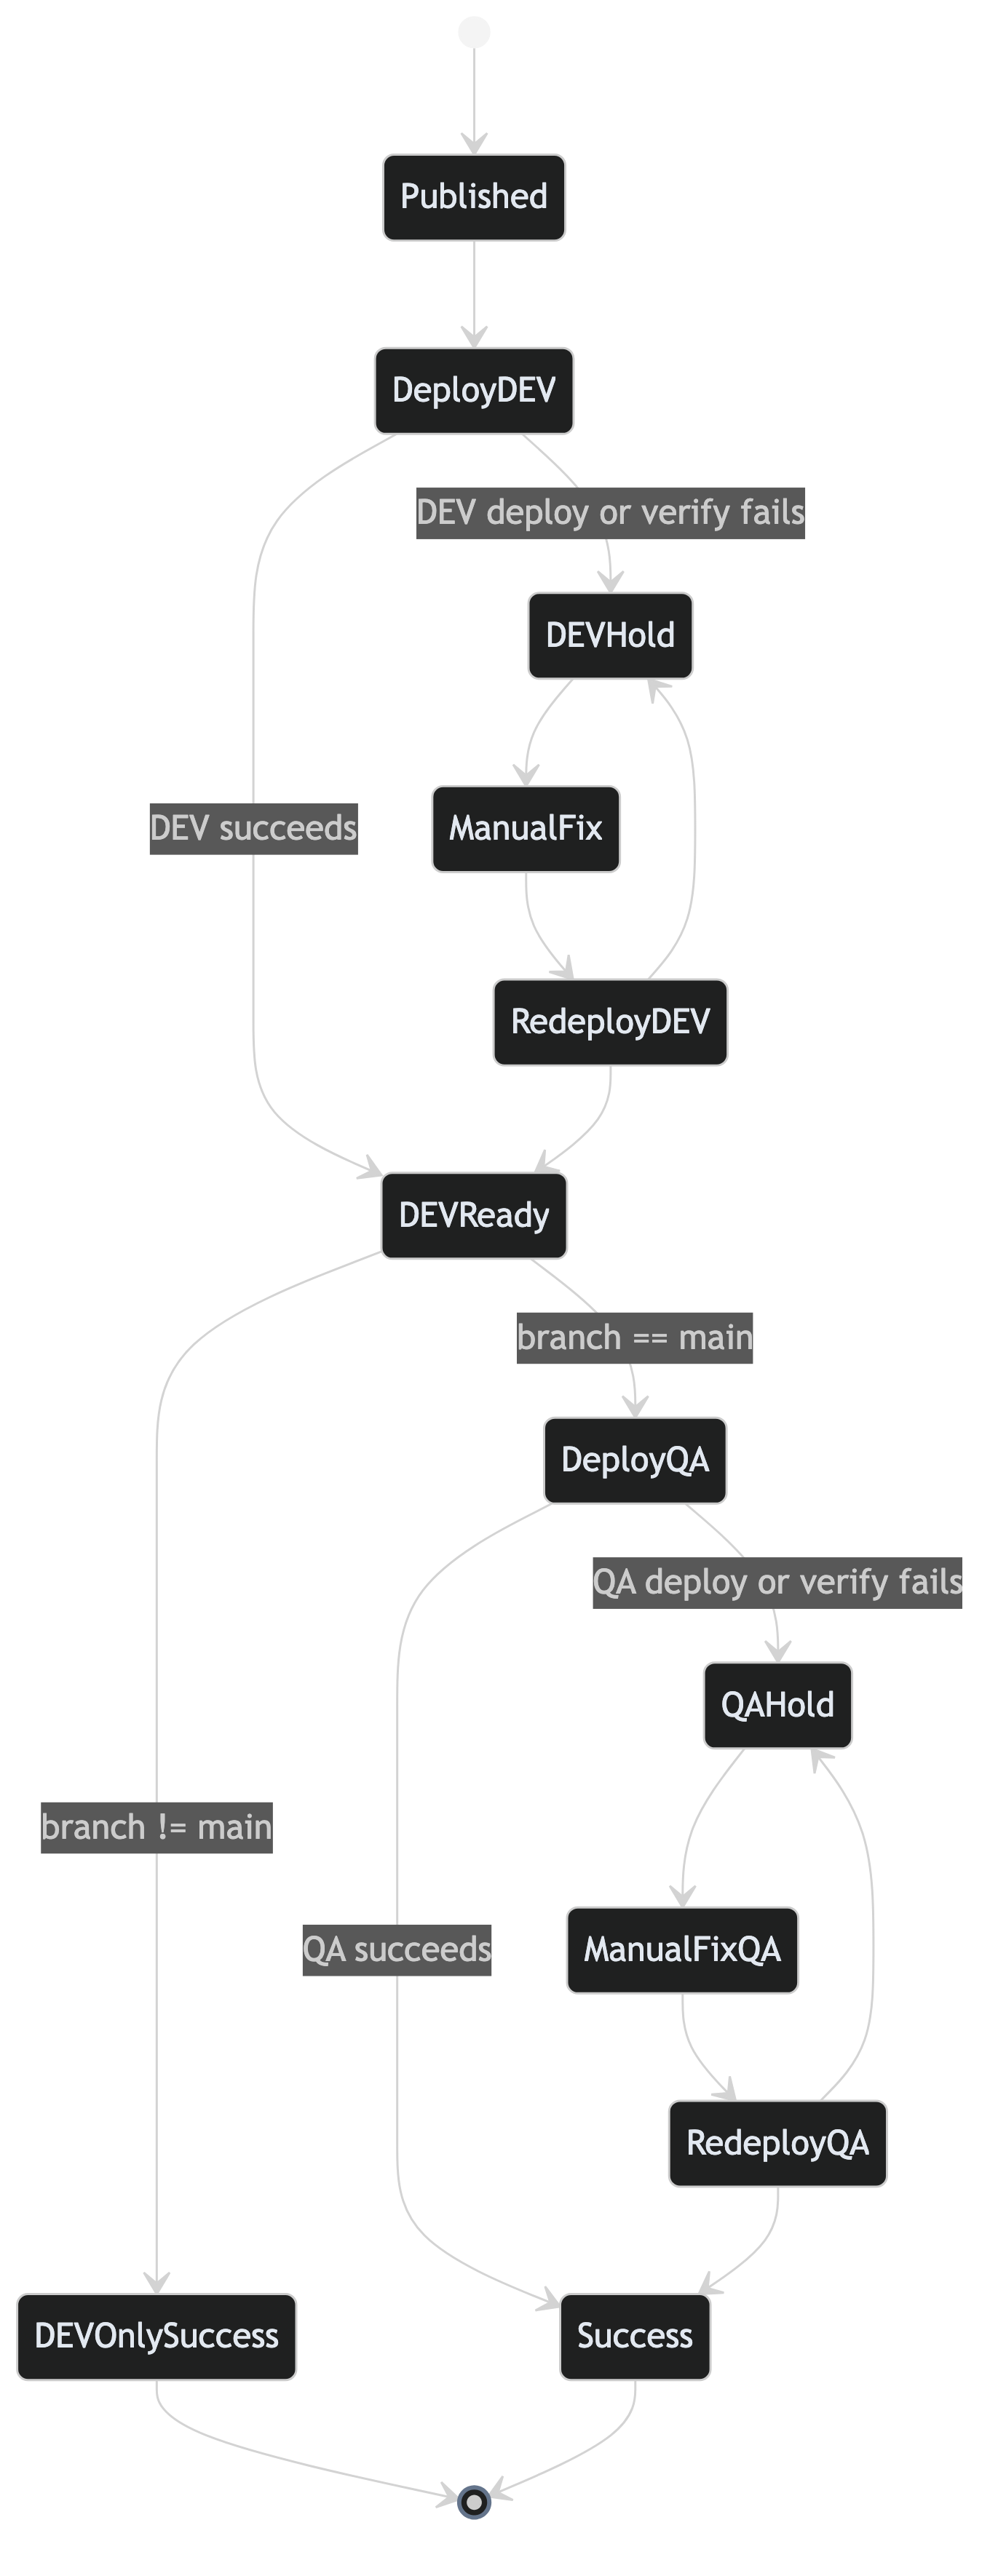 Published
DeployDEV
DEV deploy or verify fails
DEVHold
DEV succeeds
ManualFix
RedeployDEV
DEVReady
branch == main
DeployQA
QA deploy or verify fails
QAHold
branch != main
QA succeeds
ManualFixQA
RedeployQA
DEVOnlySuccess
Success